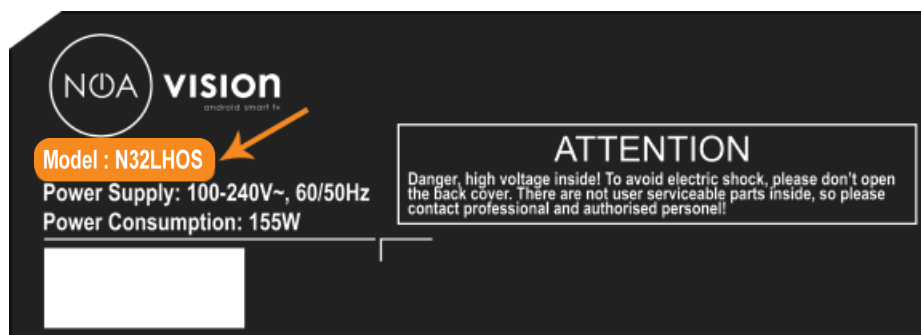 NOA VISION
android smart tv
Model : N32LHOS
Power Supply: 100-240V~, 60/50Hz
Power Consumption: 155W
ATTENTION
Danger, high voltage inside! To avoid electric shock, please don't open
the back cover. There are not user serviceable parts inside, so please
contact professional and authorised personel!